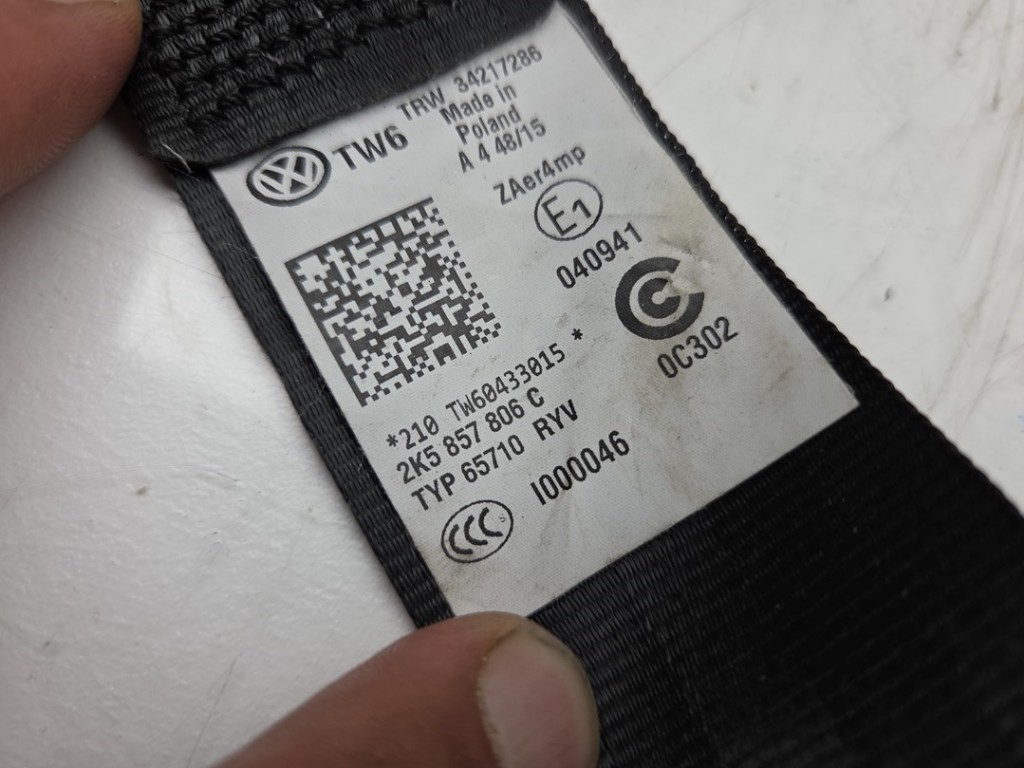 TW6
TRW 34217286
Made in
Poland
A 4 48/15
ZAer4mp
E1
040941
0C302
*210 TW60433015 *
2K5 857 806 C
TYP 65710 RYV
I000046
CCC S